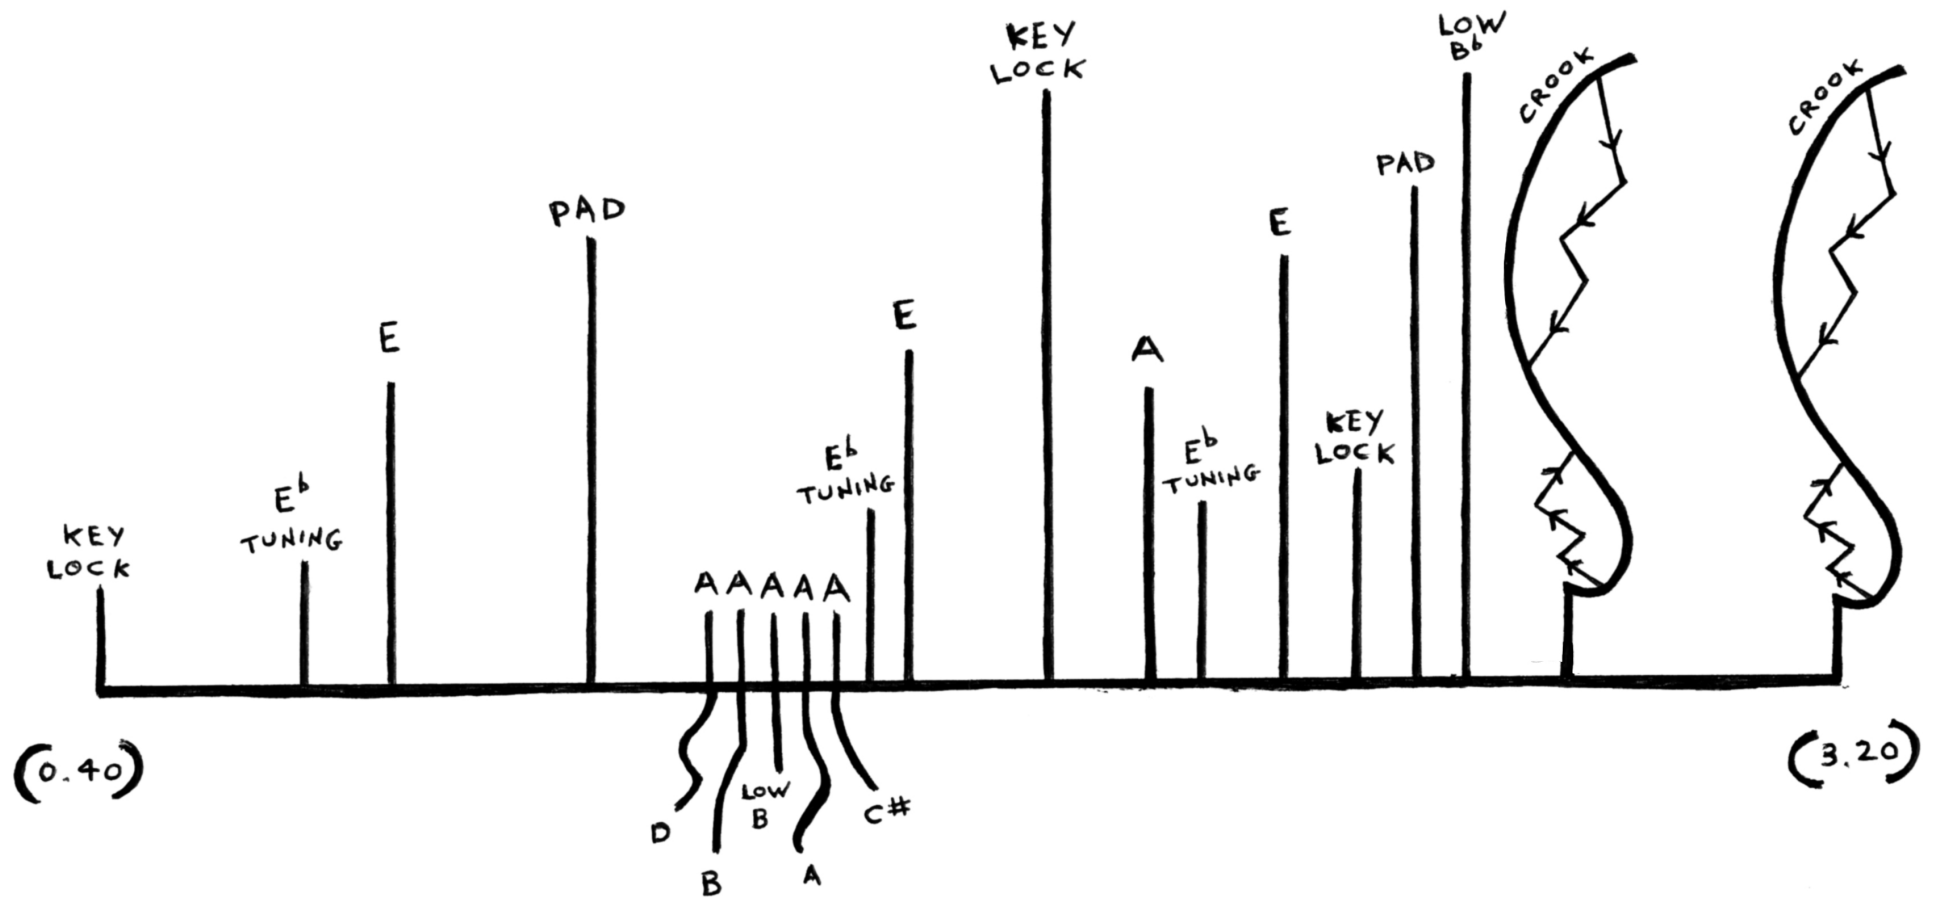 KEY
LOCK
E♭
TUNING
E
PAD
A A A A A
E♭
TUNING
E
KEY
LOCK
A
E♭
TUNING
E
KEY
LOCK
PAD
LOW
B♭
CROOK
CROOK
D
B
LOW
B
A
C#
(0.40)
(3.20)